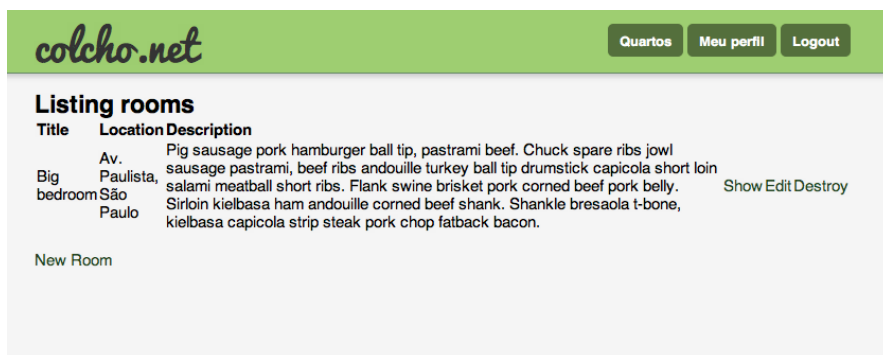 colcho.net
Quartos Meu perfil Logout
Listing rooms
Title Location Description
Big bedroom
Av. Paulista, São Paulo
Pig sausage pork hamburger ball tip, pastrami beef. Chuck spare ribs jowl
sausage pastrami, beef ribs andouille turkey ball tip drumstick capicola short loin
salami meatball short ribs. Flank swine brisket pork corned beef pork belly.
Sirloin kielbasa ham andouille corned beef shank. Shankle bresaola t-bone,
kielbasa capicola strip steak pork chop fatback bacon.
Show Edit Destroy
New Room